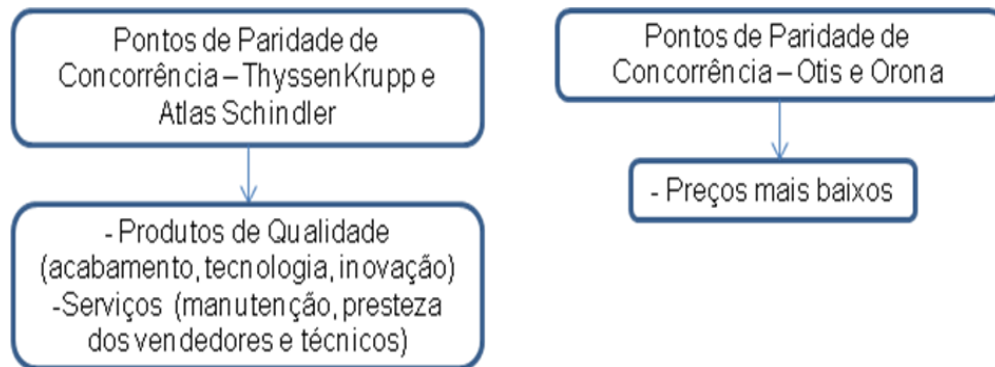 Pontos de Paridade de
Concorrência – ThyssenKrupp e
Atlas Schindler
- Produtos de Qualidade
(acabamento, tecnologia, inovação)
-Serviços (manutenção, presteza
dos vendedores e técnicos)
Pontos de Paridade de
Concorrência – Otis e Orona
- Preços mais baixos